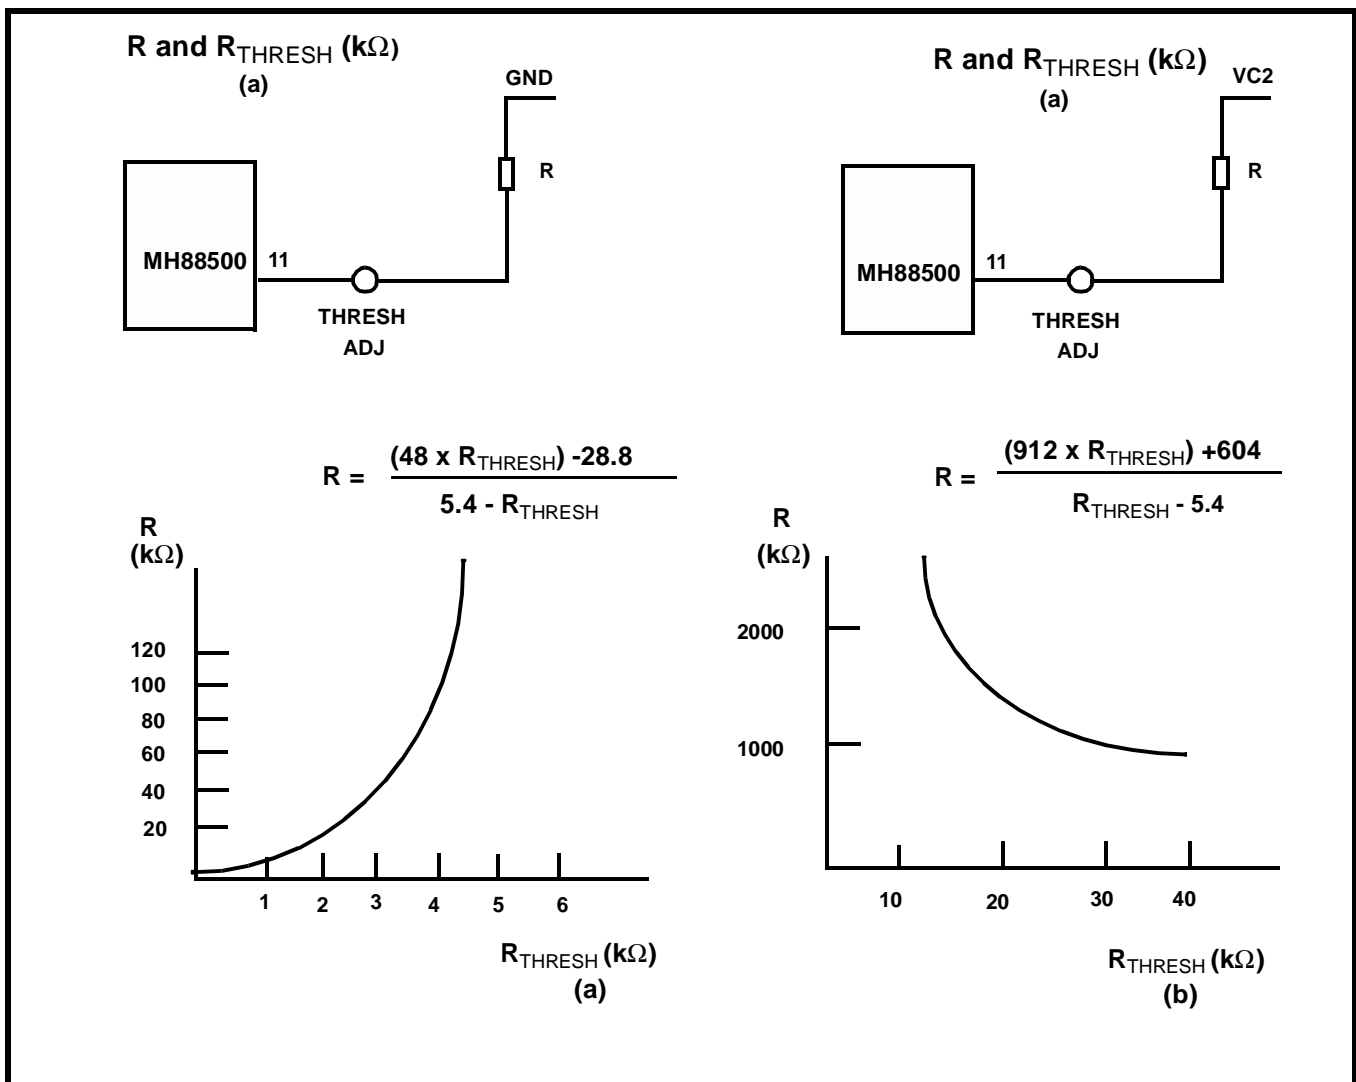 R and RTHRESH (kΩ)
(a)
GND
R
MH88500
11
THRESH
ADJ
R and RTHRESH (kΩ)
(a)
VC2
R
MH88500
11
THRESH
ADJ
R = (48 x RTHRESH) -28.8
5.4 - RTHRESH
R
(kΩ)
120
100
80
60
40
20
1 2 3 4 5 6
RTHRESH (kΩ)
(a)
R = (912 x RTHRESH) +604
RTHRESH - 5.4
R
(kΩ)
2000
1000
10 20 30 40
RTHRESH (kΩ)
(b)